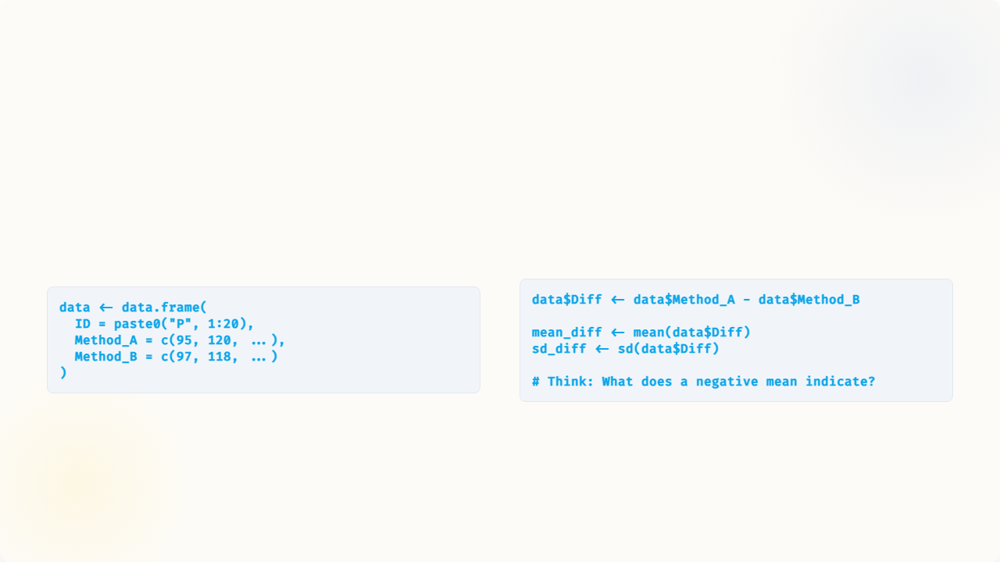 data <- data.frame(
  ID = paste0("P", 1:20),
  Method_A = c(95, 120, ...),
  Method_B = c(97, 118, ...)
)
data$Diff <- data$Method_A - data$Method_B
mean_diff <- mean(data$Diff)
sd_diff <- sd(data$Diff)
# Think: What does a negative mean indicate?